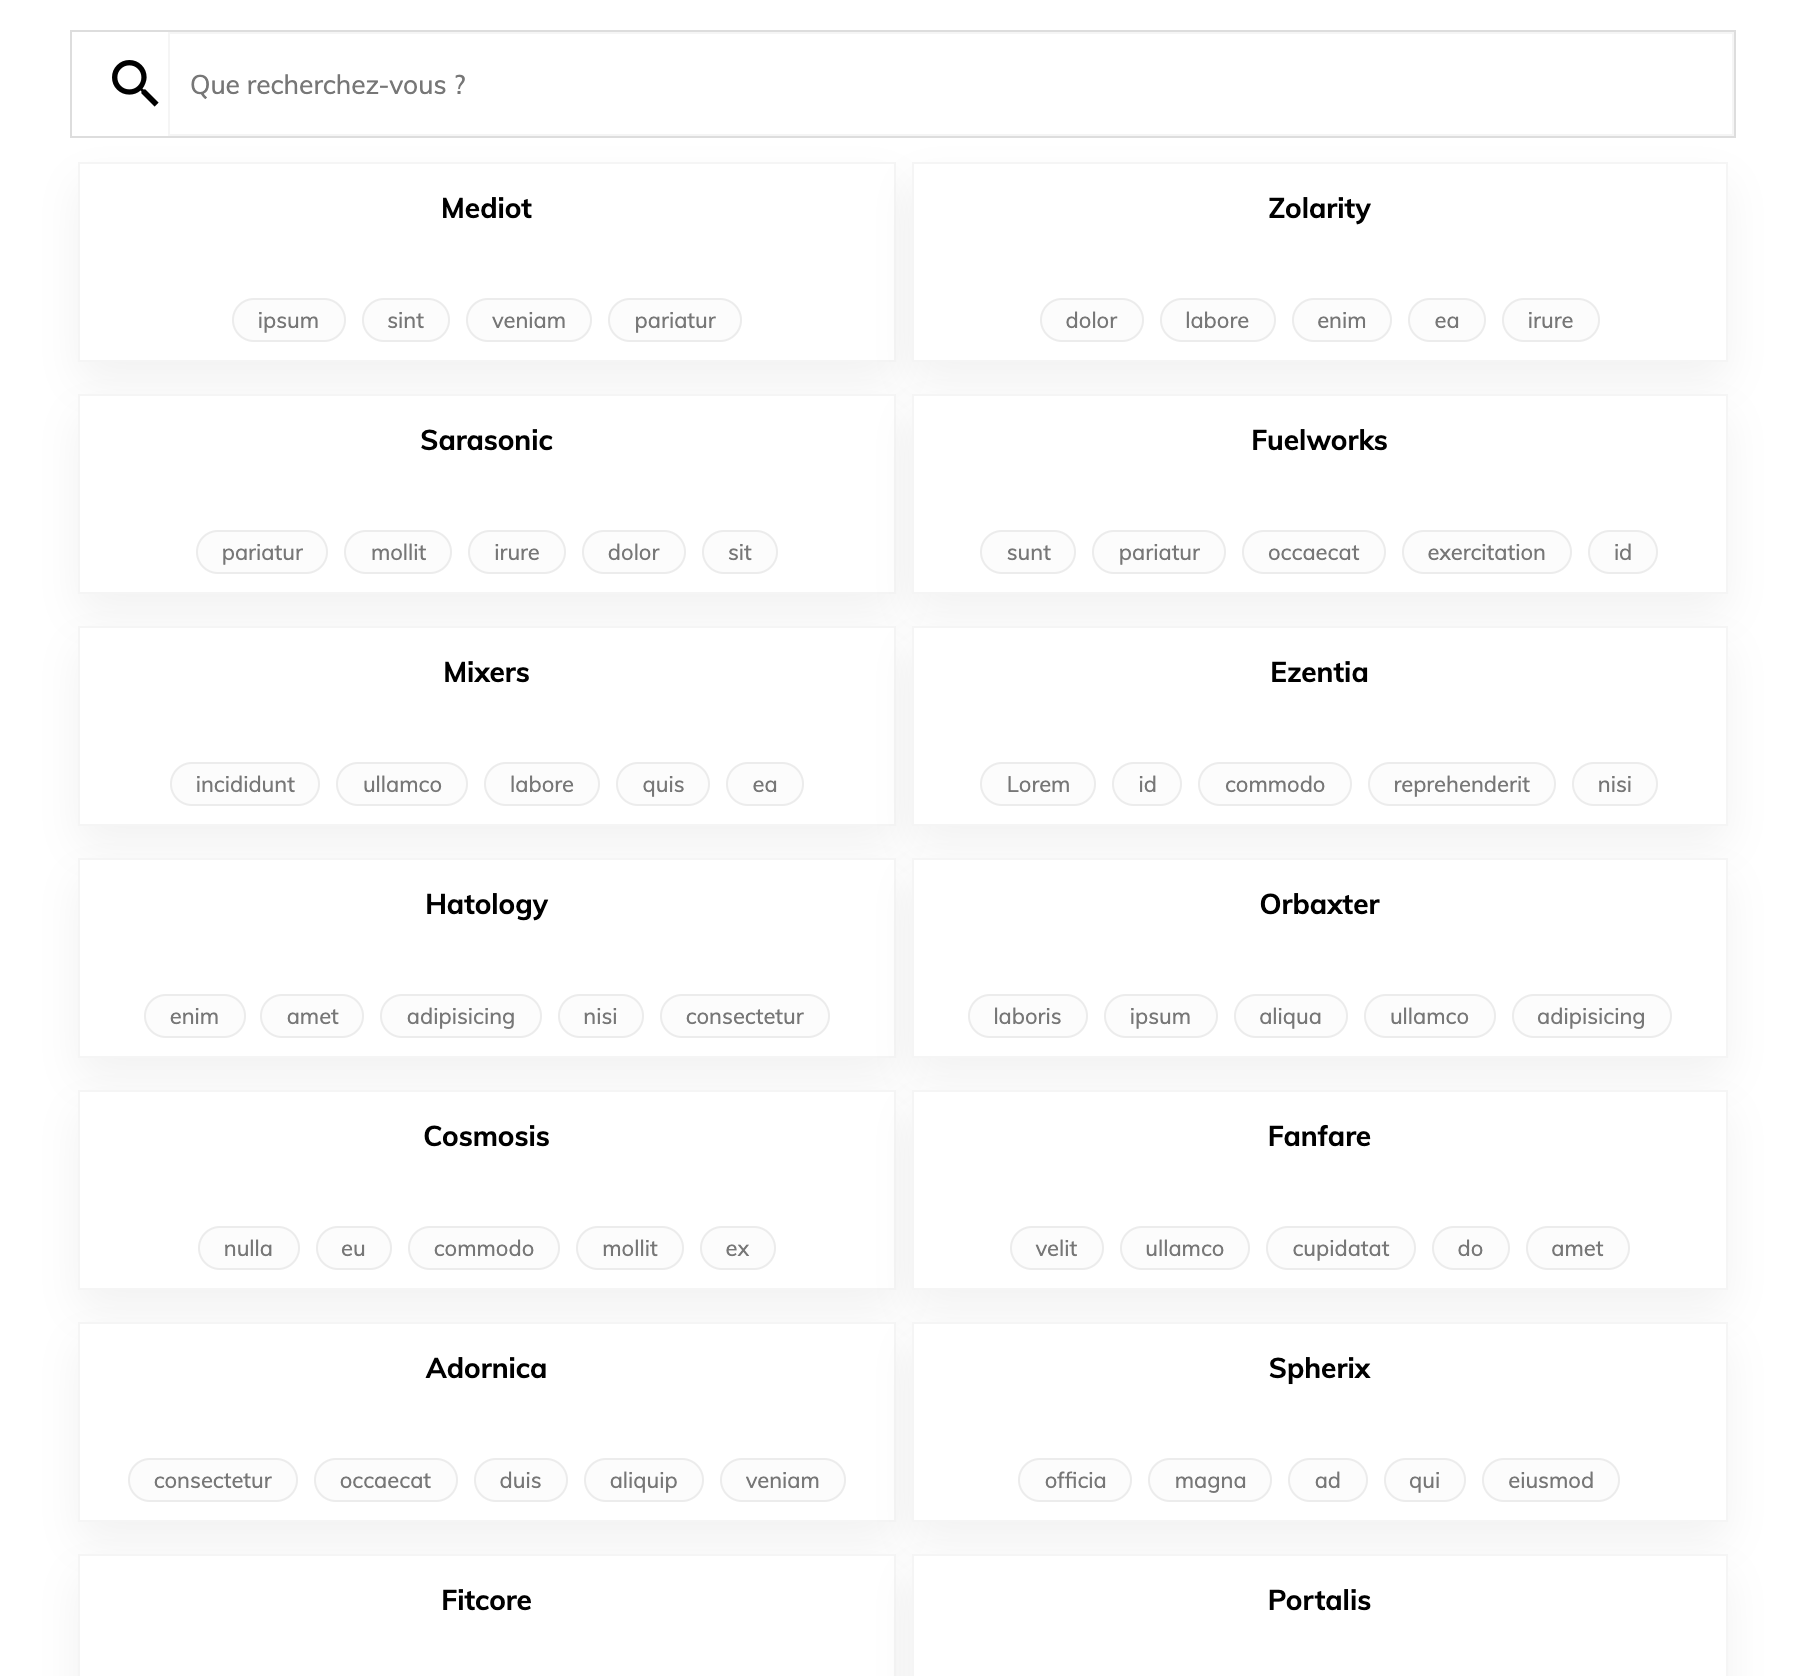 Que recherchez-vous ?
Mediot
ipsum sint veniam pariatur
Zolarity
dolor labore enim ea irure
Sarasonic
pariatur mollit irure dolor sit
Fuelworks
sunt pariatur occaecat exercitation id
Mixers
incididunt ullamco labore quis ea
Ezentia
Lorem id commodo reprehenderit nisi
Hatology
enim amet adipisicing nisi consectetur
Orbaxter
laboris ipsum aliqua ullamco adipisicing
Cosmosis
nulla eu commodo mollit ex
Fanfare
velit ullamco cupidatat do amet
Adornica
consectetur occaecat duis aliquip veniam
Spherix
officia magna ad qui eiusmod
Fitcore
Portalis